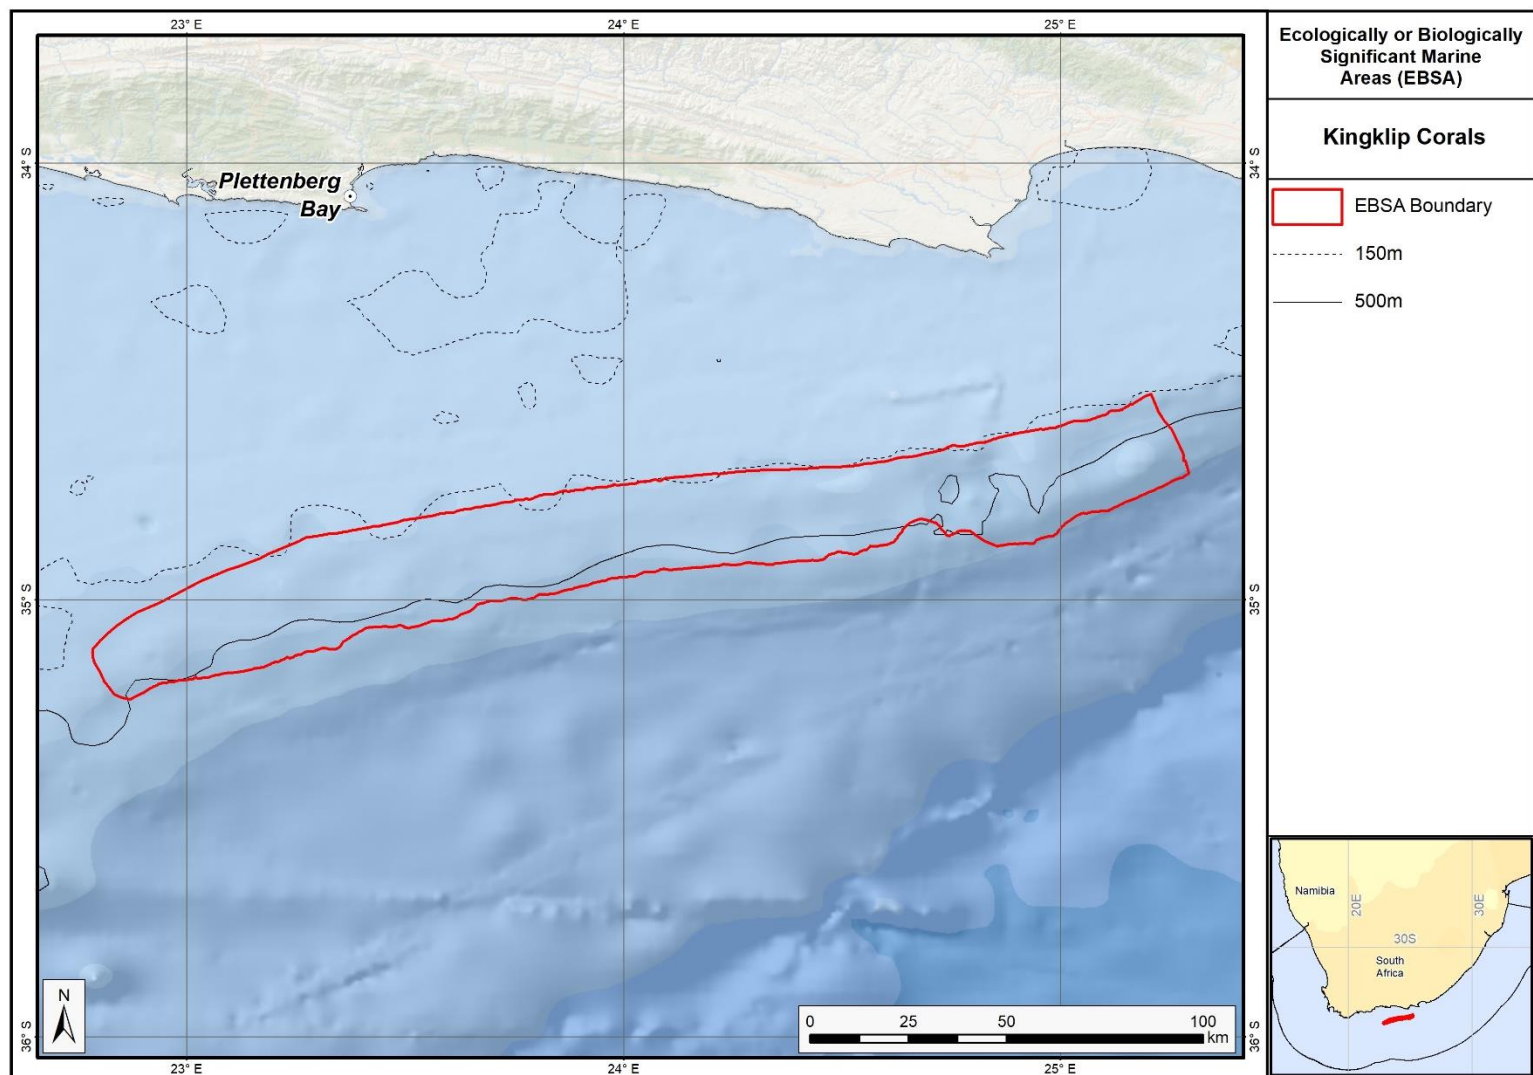 23° E
24° E
25° E
34° S
34° S
Plettenberg
Bay
35° S
35° S
36° S
36° S
N
0
25
50
100
km
23° E
24° E
25° E
Ecologically or Biologically
Significant Marine
Areas (EBSA)
Kingklip Corals
EBSA Boundary
150m
500m
Namibia
20E
30E
30S
South
Africa